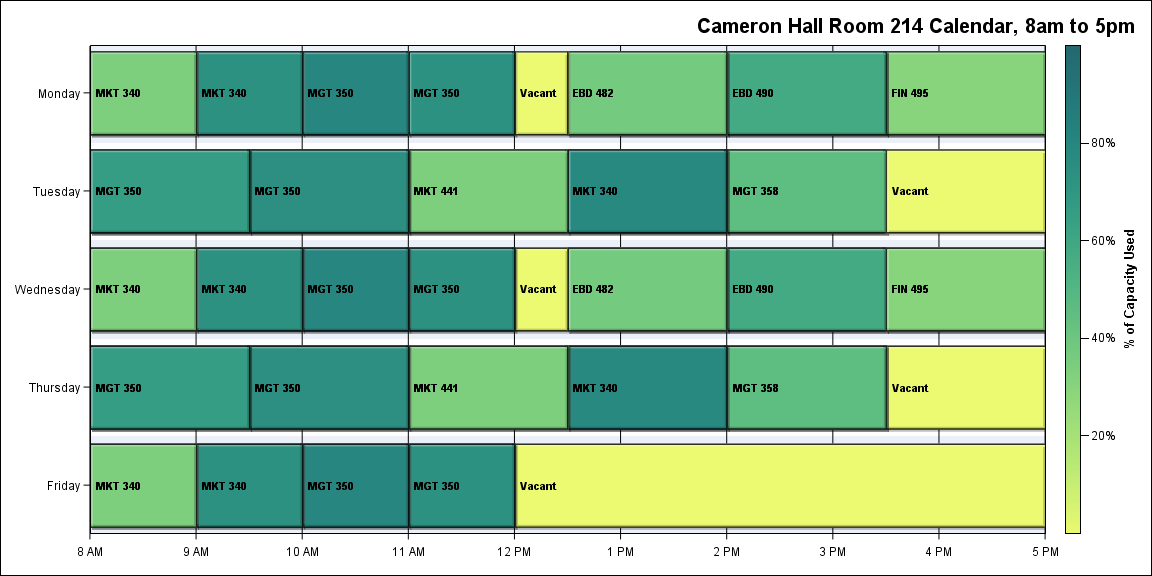 Cameron Hall Room 214 Calendar, 8am to 5pm
Monday MKT 340 MKT 340 MGT 350 MGT 350 Vacant EBD 482 EBD 490 FIN 495
80%
Tuesday MGT 350 MGT 350 MKT 441 MKT 340 MGT 358 Vacant
60%
Wednesday MKT 340 MKT 340 MGT 350 MGT 350 Vacant EBD 482 EBD 490 FIN 495
% of Capacity Used
40%
Thursday MGT 350 MGT 350 MKT 441 MKT 340 MGT 358 Vacant
20%
Friday MKT 340 MKT 340 MGT 350 MGT 350 Vacant
8 AM 9 AM 10 AM 11 AM 12 PM 1 PM 2 PM 3 PM 4 PM 5 PM